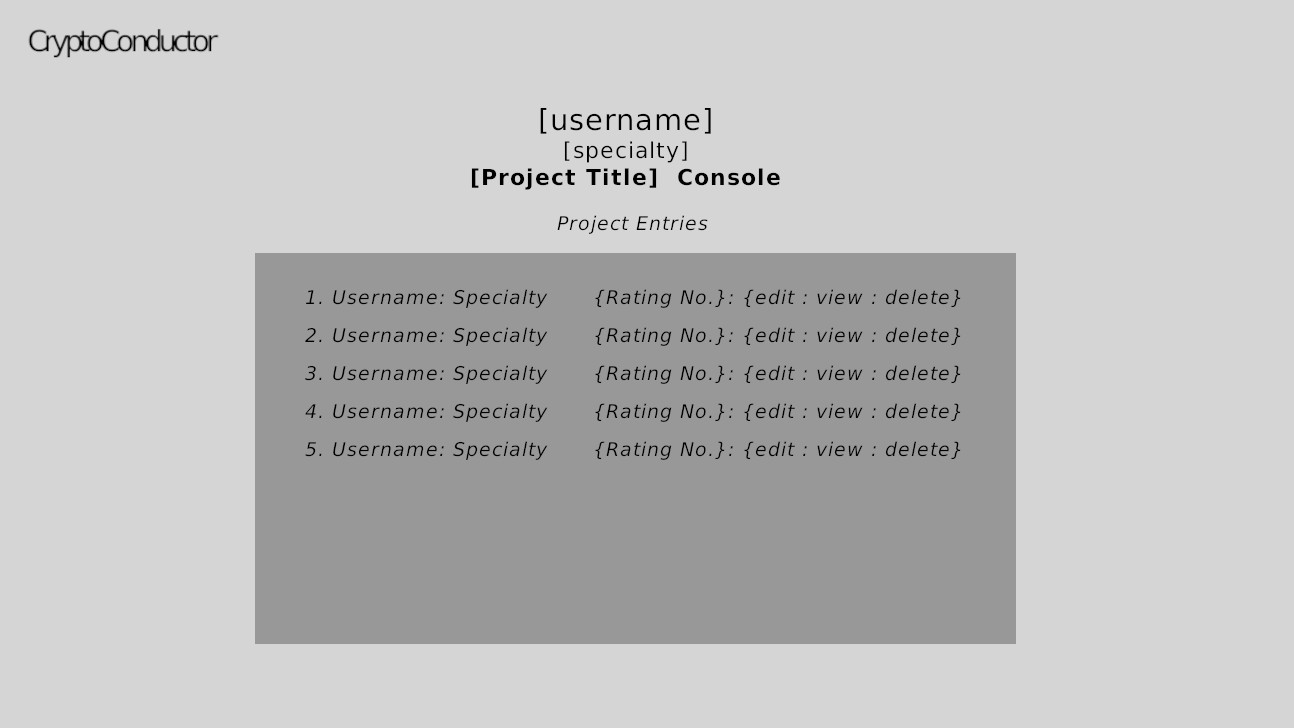 CryptoConductor
[username]
[specialty]
[Project Title] Console
Project Entries
1. Username: Specialty {Rating No.}: {edit : view : delete}
2. Username: Specialty {Rating No.}: {edit : view : delete}
3. Username: Specialty {Rating No.}: {edit : view : delete}
4. Username: Specialty {Rating No.}: {edit : view : delete}
5. Username: Specialty {Rating No.}: {edit : view : delete}